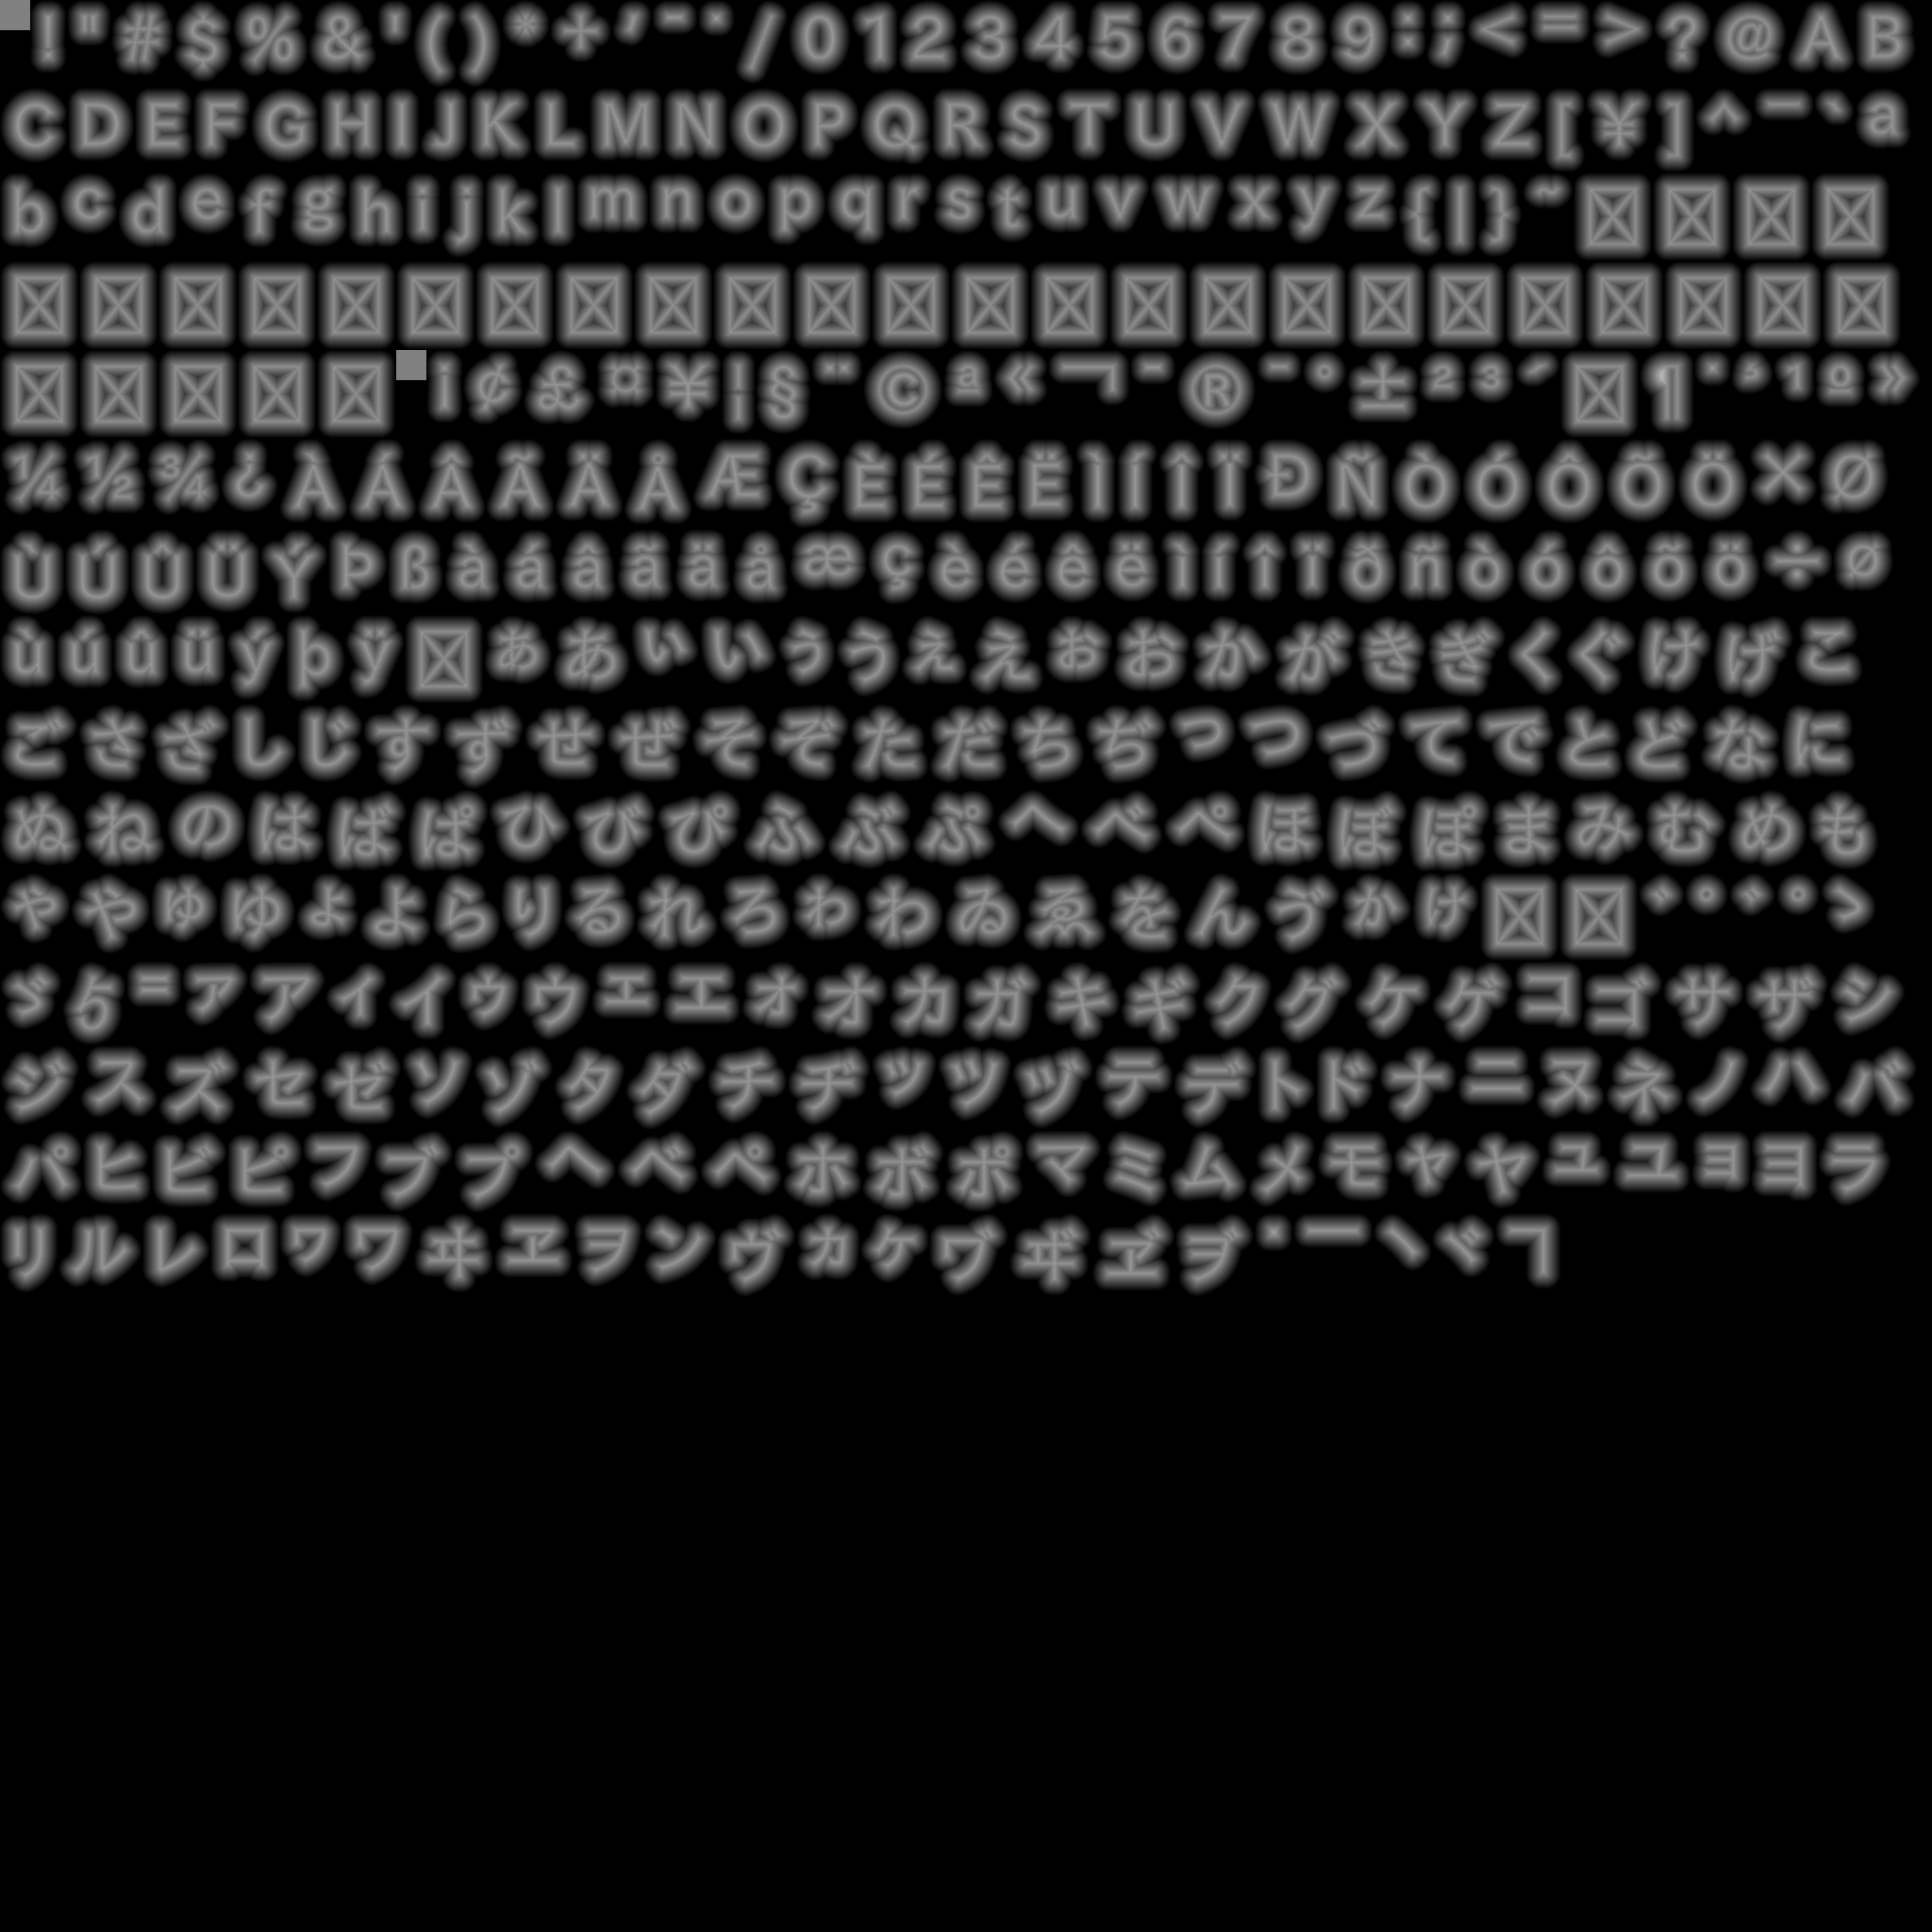 !"#$%&'()*+,-./0123456789:;<=>?@AB
CDEFGHIJKLMNOPQRSTUVWXYZ[¥]^_`a
bcdefghijklmnopqrstuvwxyz{|}~
¡¢£¤¥¦§¨©ª«¬-®¯°±²³´¶·¸¹º»
¼½¾¿ÀÁÂÃÄÅÆÇÈÉÊËÌÍÎÏÐÑÒÓÔÕÖ×Ø
ÙÚÛÜÝÞßàáâãäåæçèéêëìíîïðñòóôõö÷ø
ùúûüýþÿぁあぃいぅうぇえぉおかがきぎくぐけげこ
ごさざしじすずせぜそぞただちぢっつづてでとどなに
ぬねのはばぱひびぴふぶぷへべぺほぼぽまみむめも
ゃやゅゆょよらりるれろゎわゐゑをんゔゕゖ゙゚゛゜ゝ
ゞゟ゠ァアィイゥウェエォオカガキギクグケゲコゴサザシ
ジスズセゼソゾタダチヂッツヅテデトドナニヌネノハバ
パヒビピフブプヘベペホボポマミムメモャヤュユョヨラ
リルレロヮワヰヱヲンヴヵヶヷヸヹヺ・ーヽヾヿ